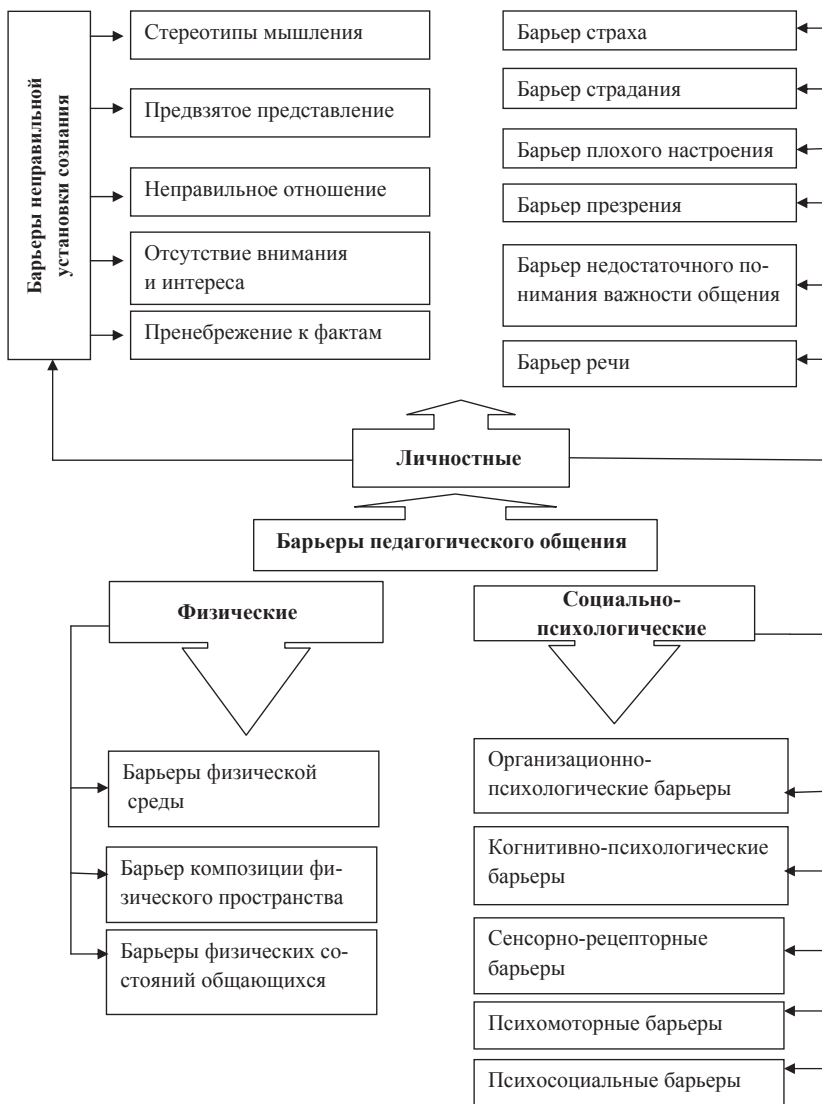 Барьеры неправильной
установки сознания
Стереотипы мышления
Предвзятое представление
Неправильное отношение
Отсутствие внимания
и интереса
Пренебрежение к фактам
Барьер страха
Барьер страдания
Барьер плохого настроения
Барьер презрения
Барьер недостаточного по-
нимания важности общения
Барьер речи
Личностные
Барьеры педагогического общения
Физические
Социально-
психологические
Барьеры физической
среды
Барьер композиции фи-
зического пространства
Барьеры физических со-
стояний общающихся
Организационно-
психологические барьеры
Когнитивно-психологические
барьеры
Сенсорно-рецепторные
барьеры
Психомоторные барьеры
Психосоциальные барьеры